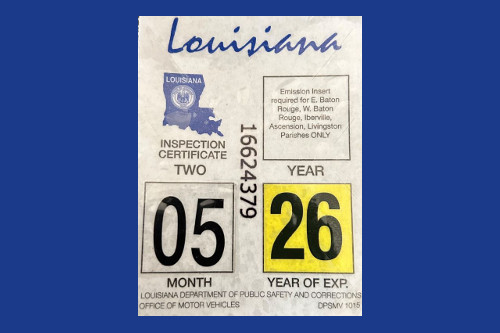 Louisiana
LOUISIANA
INSPECTION
CERTIFICATE
TWO
Emission Insert
required for E. Baton
Rouge, W. Baton
Rouge, Iberville,
Ascension, Livingston
Parishes ONLY
YEAR
16624379
05
MONTH
26
YEAR OF EXP.
LOUISIANA DEPARTMENT OF PUBLIC SAFETY AND CORRECTIONS
OFFICE OF MOTOR VEHICLES DPSMV 1015